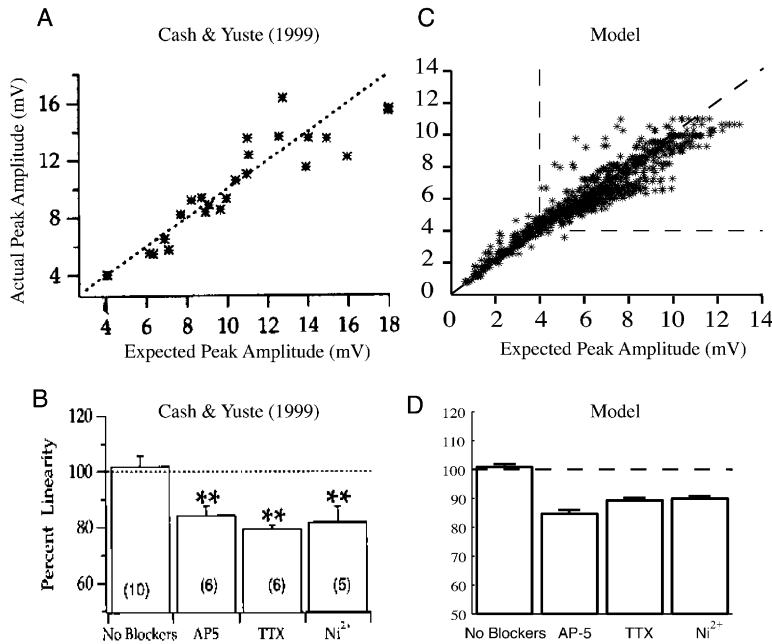 A
Cash & Yuste (1999)
Actual Peak Amplitude (mV)
16
12
8
4
4 6 8 10 12 14 16 18
Expected Peak Amplitude (mV)
C
Model
14
12
10
8
6
4
2
0
0 2 4 6 8 10 12 14
Expected Peak Amplitude (mV)
B
Cash & Yuste (1999)
Percent Linearity
120
100
80
60
** ** **
(10) (6) (6) (5)
No Blockers AP5 TTX Ni2+
D
Model
120
110
100
90
80
70
60
50
No Blockers AP-5 TTX Ni2+